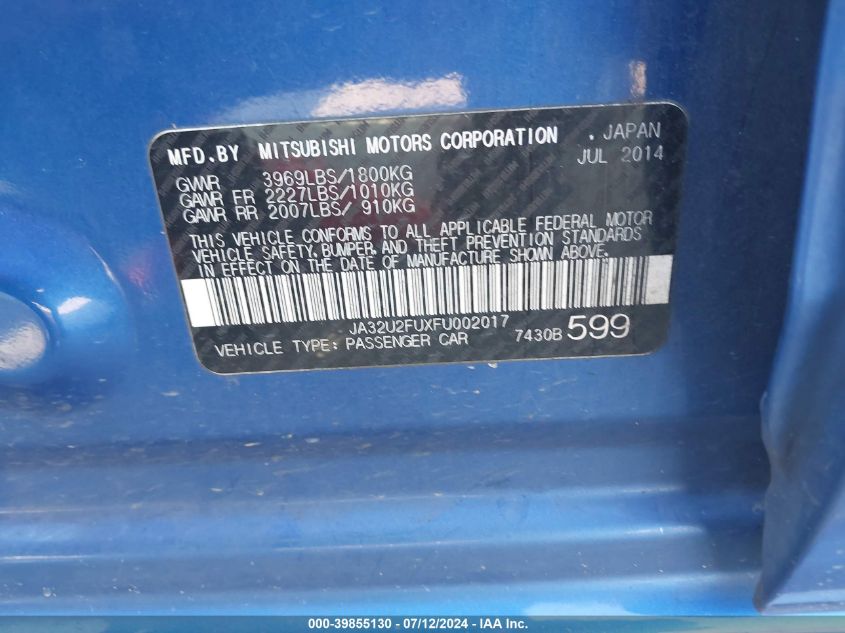 MFD.BY MITSUBISHI MOTORS CORPORATION . JAPAN
JUL 2014
GVWR 3969LBS/1800KG
GAWR FR 2227LBS/1010KG
GAWR RR 2007LBS/ 910KG
THIS VEHICLE CONFORMS TO ALL APPLICABLE FEDERAL MOTOR
VEHICLE SAFETY, BUMPER, AND THEFT PREVENTION STANDARDS
IN EFFECT ON THE DATE OF MANUFACTURE SHOWN ABOVE.
JA32U2FUXFU002017
VEHICLE TYPE: PASSENGER CAR 7430B 599
000-39855130 - 07/12/2024 - IAA Inc.